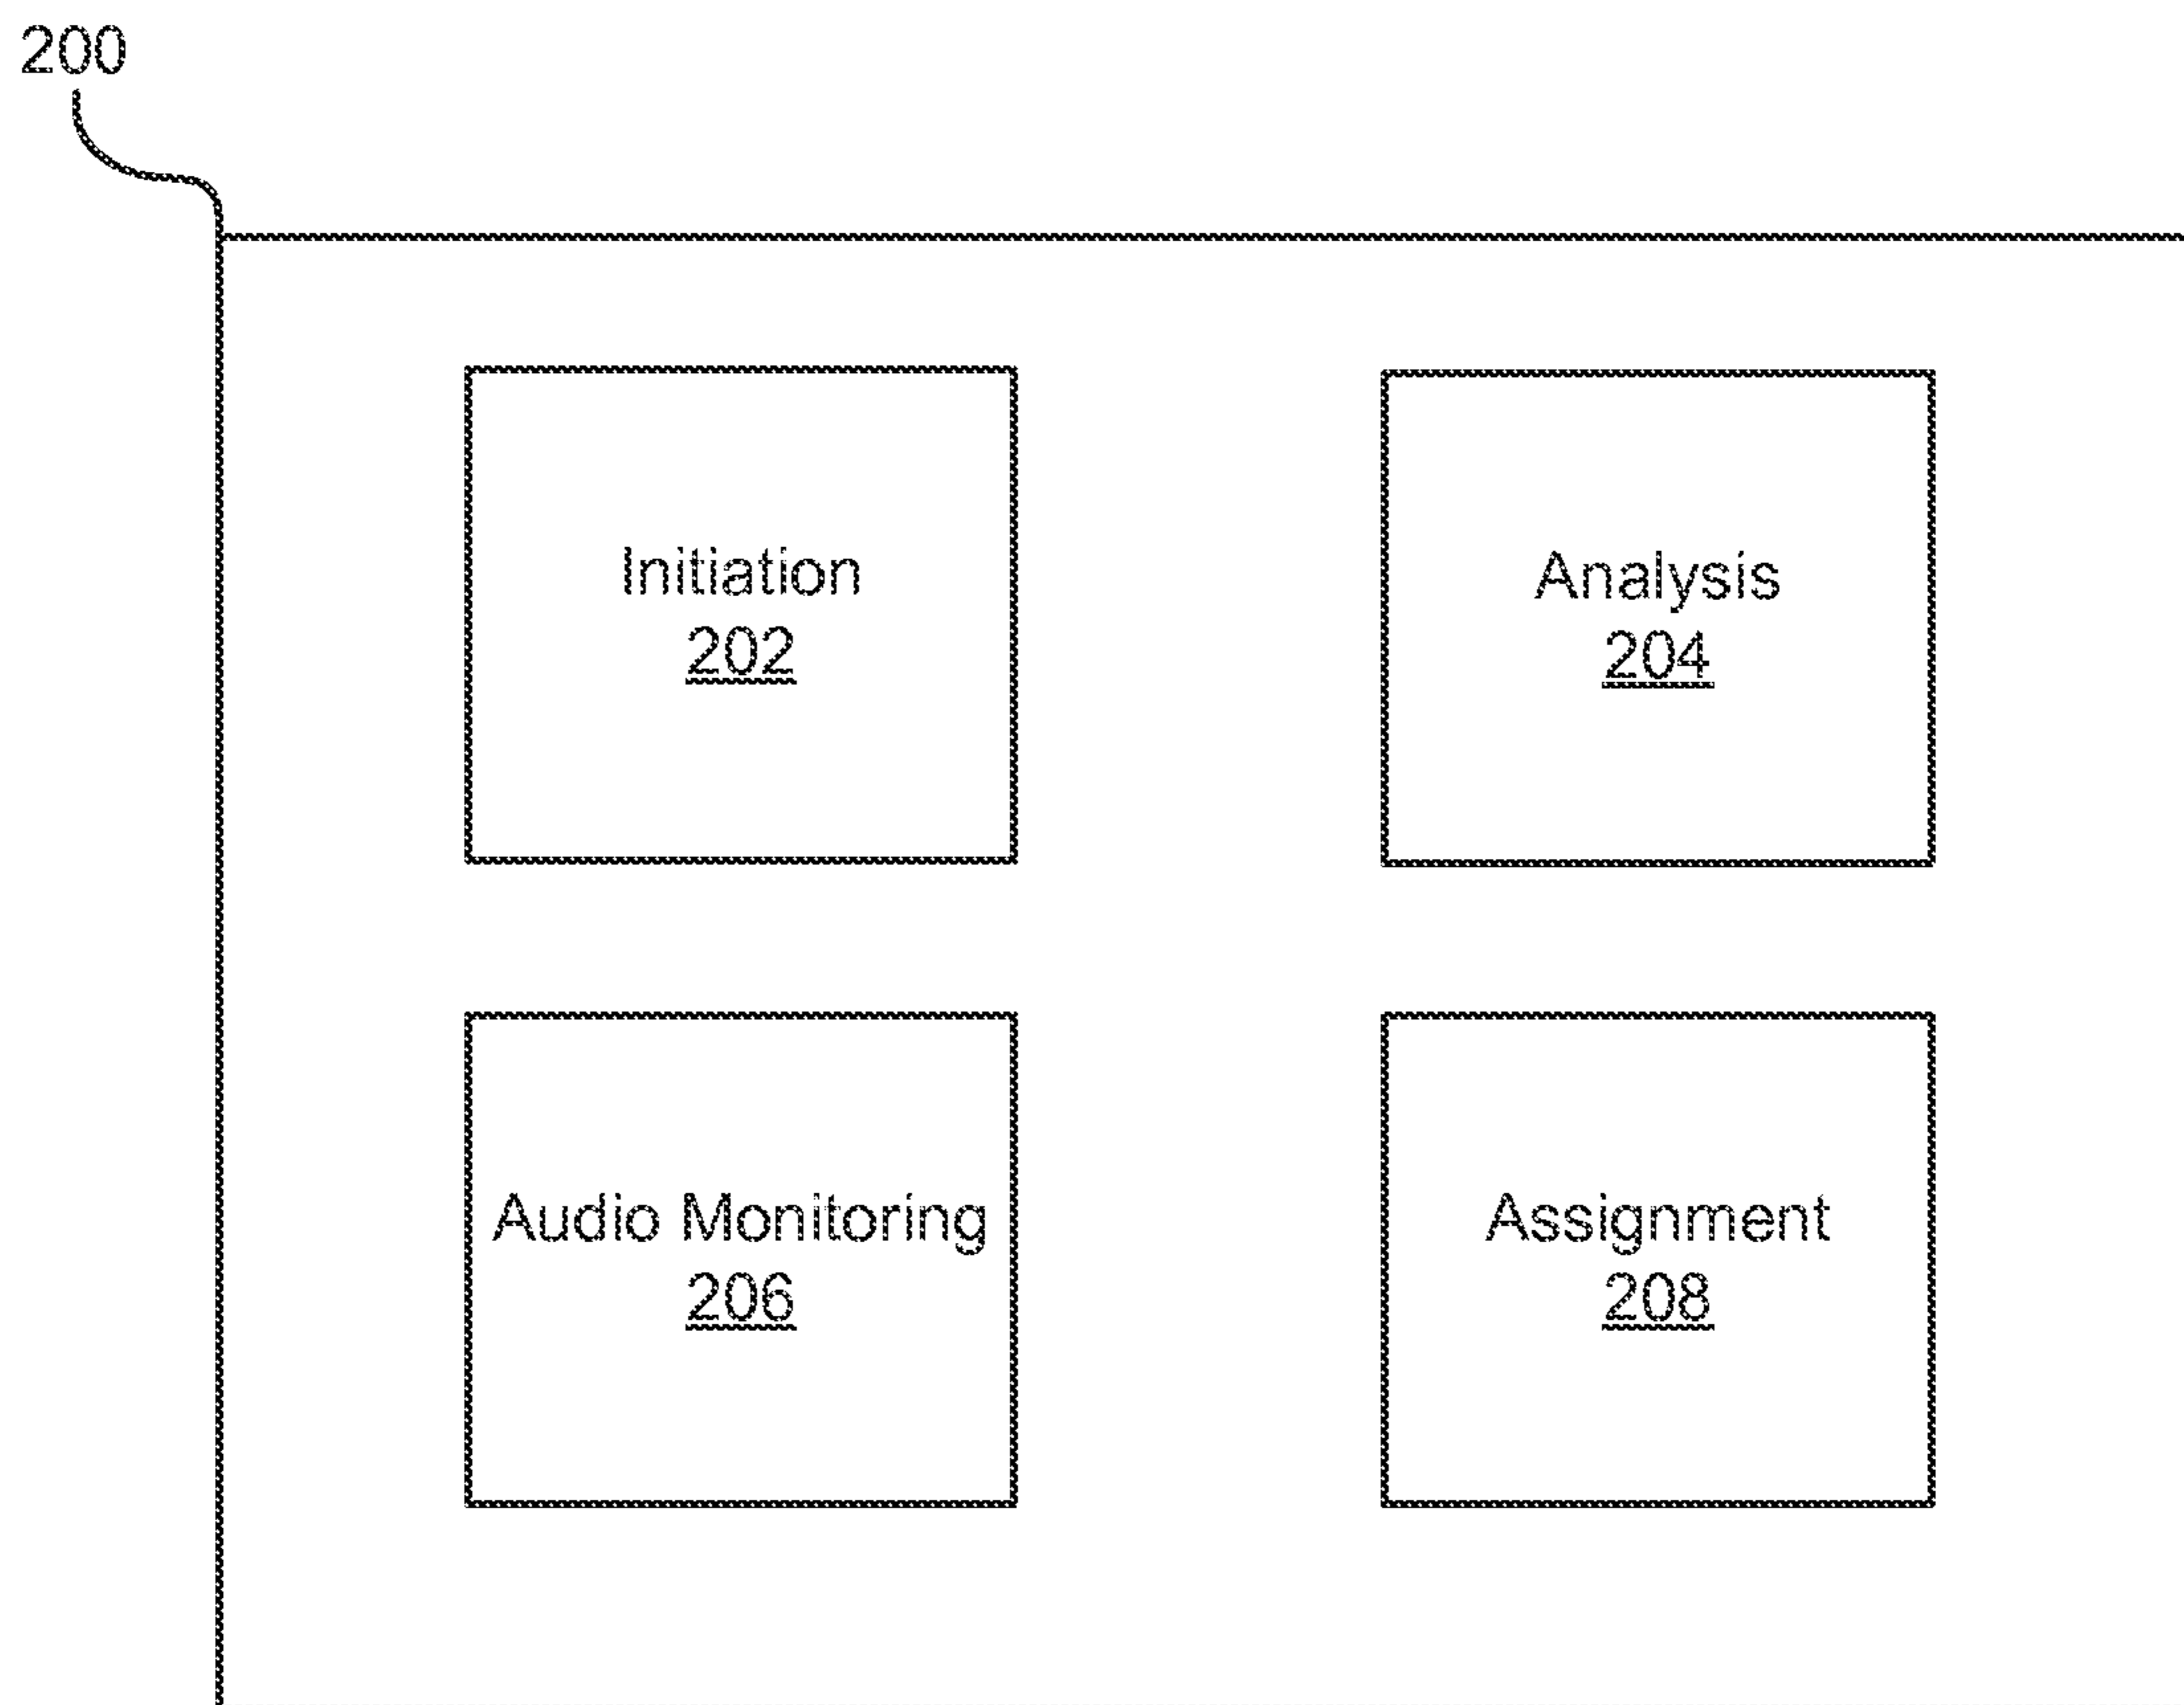 200
Initiation
202
Analysis
204
Audio Monitoring
206
Assignment
208